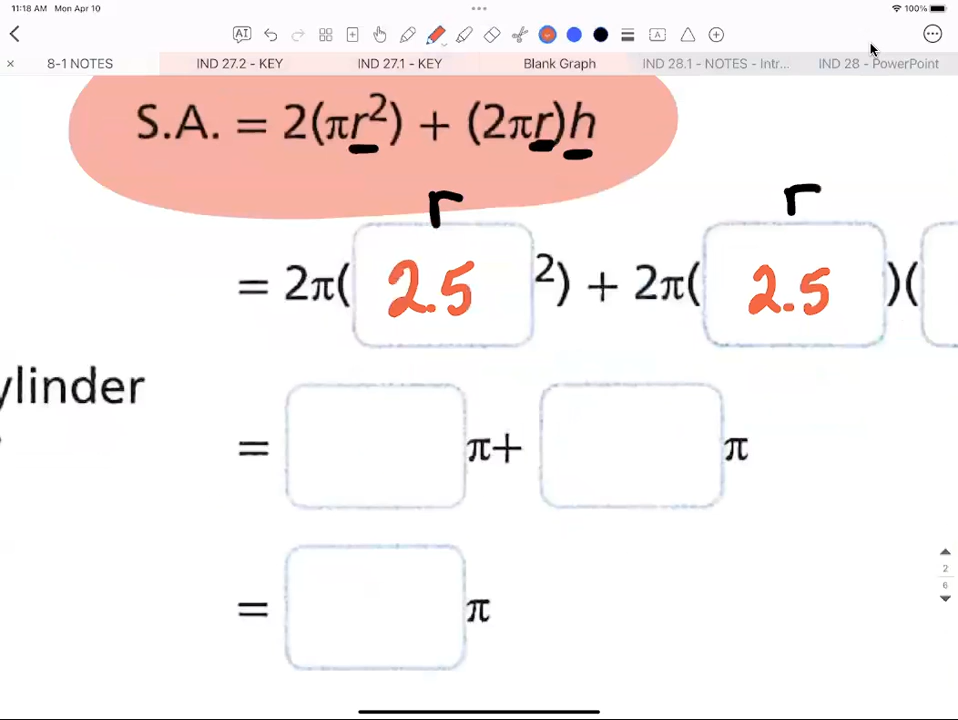 11:18 AM Mon Apr 10
100%
AI
A
8-1 NOTES
IND 27.2 - KEY
IND 27.1 - KEY
Blank Graph
IND 28.1 - NOTES - Intr...
IND 28 - PowerPoint
S.A. = 2(πr²) + (2πr)h
r r
= 2π( 2.5 ²) + 2π( 2.5 )(
ylinder
= π+ π
= π
2
6